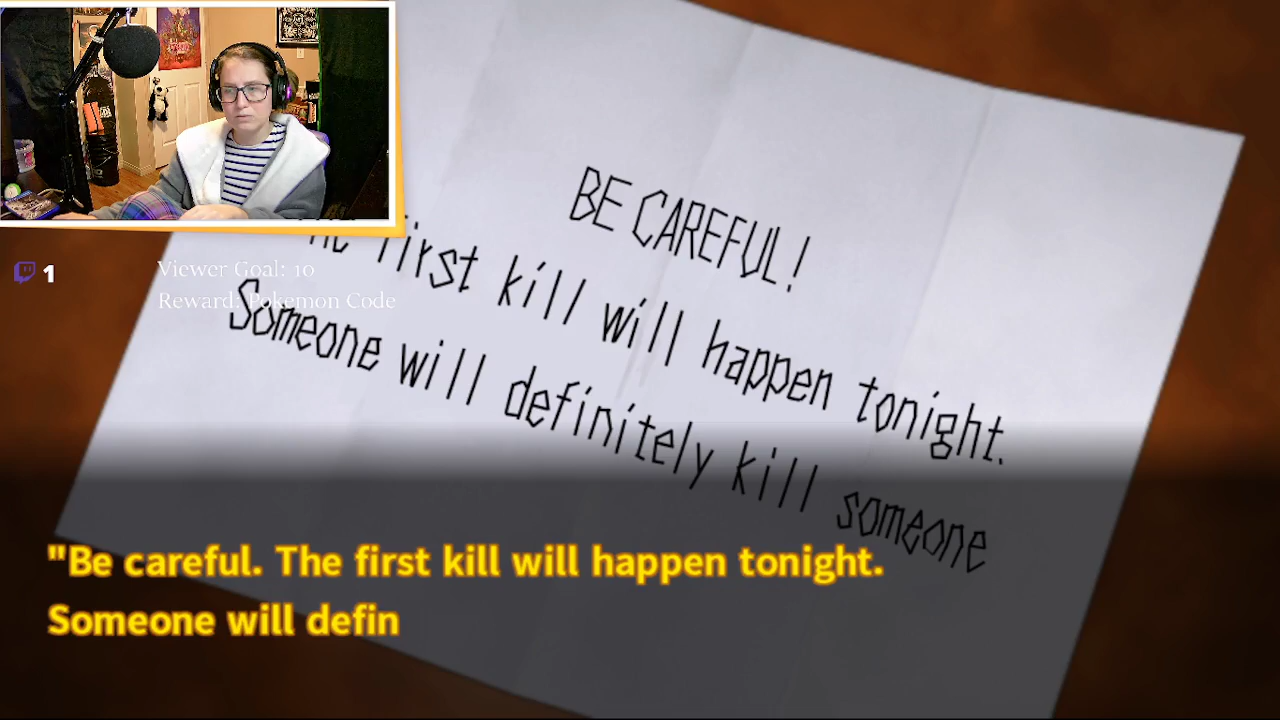 BE CAREFUL!
first kill will happen tonight.
Someone will definitely kill someone
1
Viewer Goal: 10
Reward: Pokemon Code
"Be careful. The first kill will happen tonight.
Someone will defin